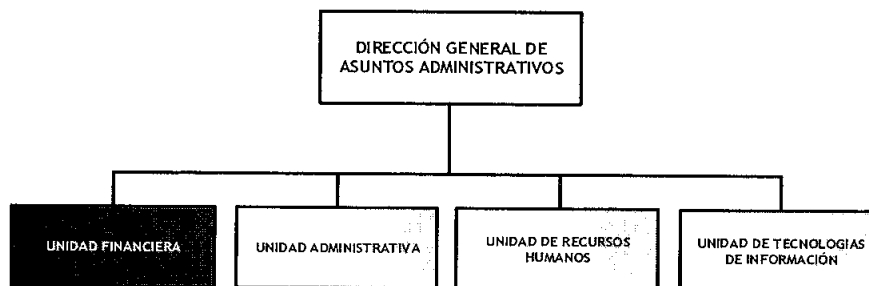 DIRECCIÓN GENERAL DE
ASUNTOS ADMINISTRATIVOS
UNIDAD FINANCIERA
UNIDAD ADMINISTRATIVA
UNIDAD DE RECURSOS
HUMANOS
UNIDAD DE TECNOLOGIAS
DE INFORMACIÓN